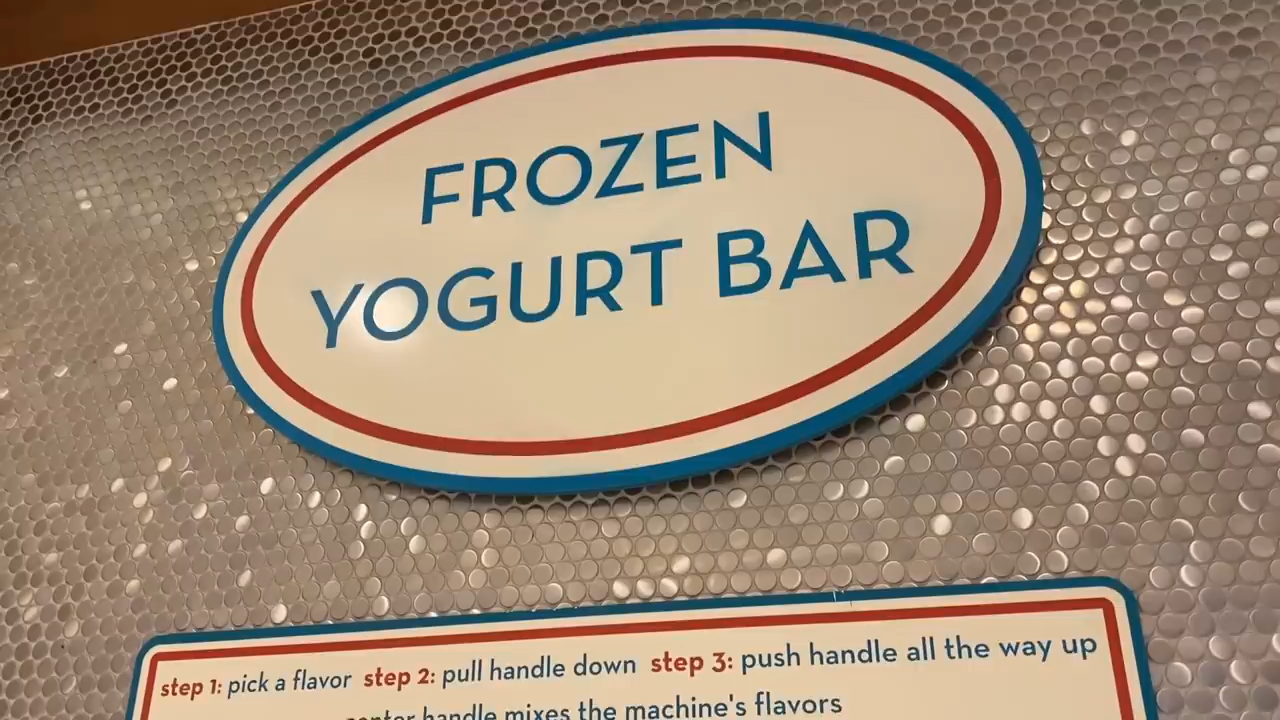 FROZEN
YOGURT BAR
step 1: pick a flavor step 2: pull handle down step 3: push handle all the way up
handle mixes the machine's flavors